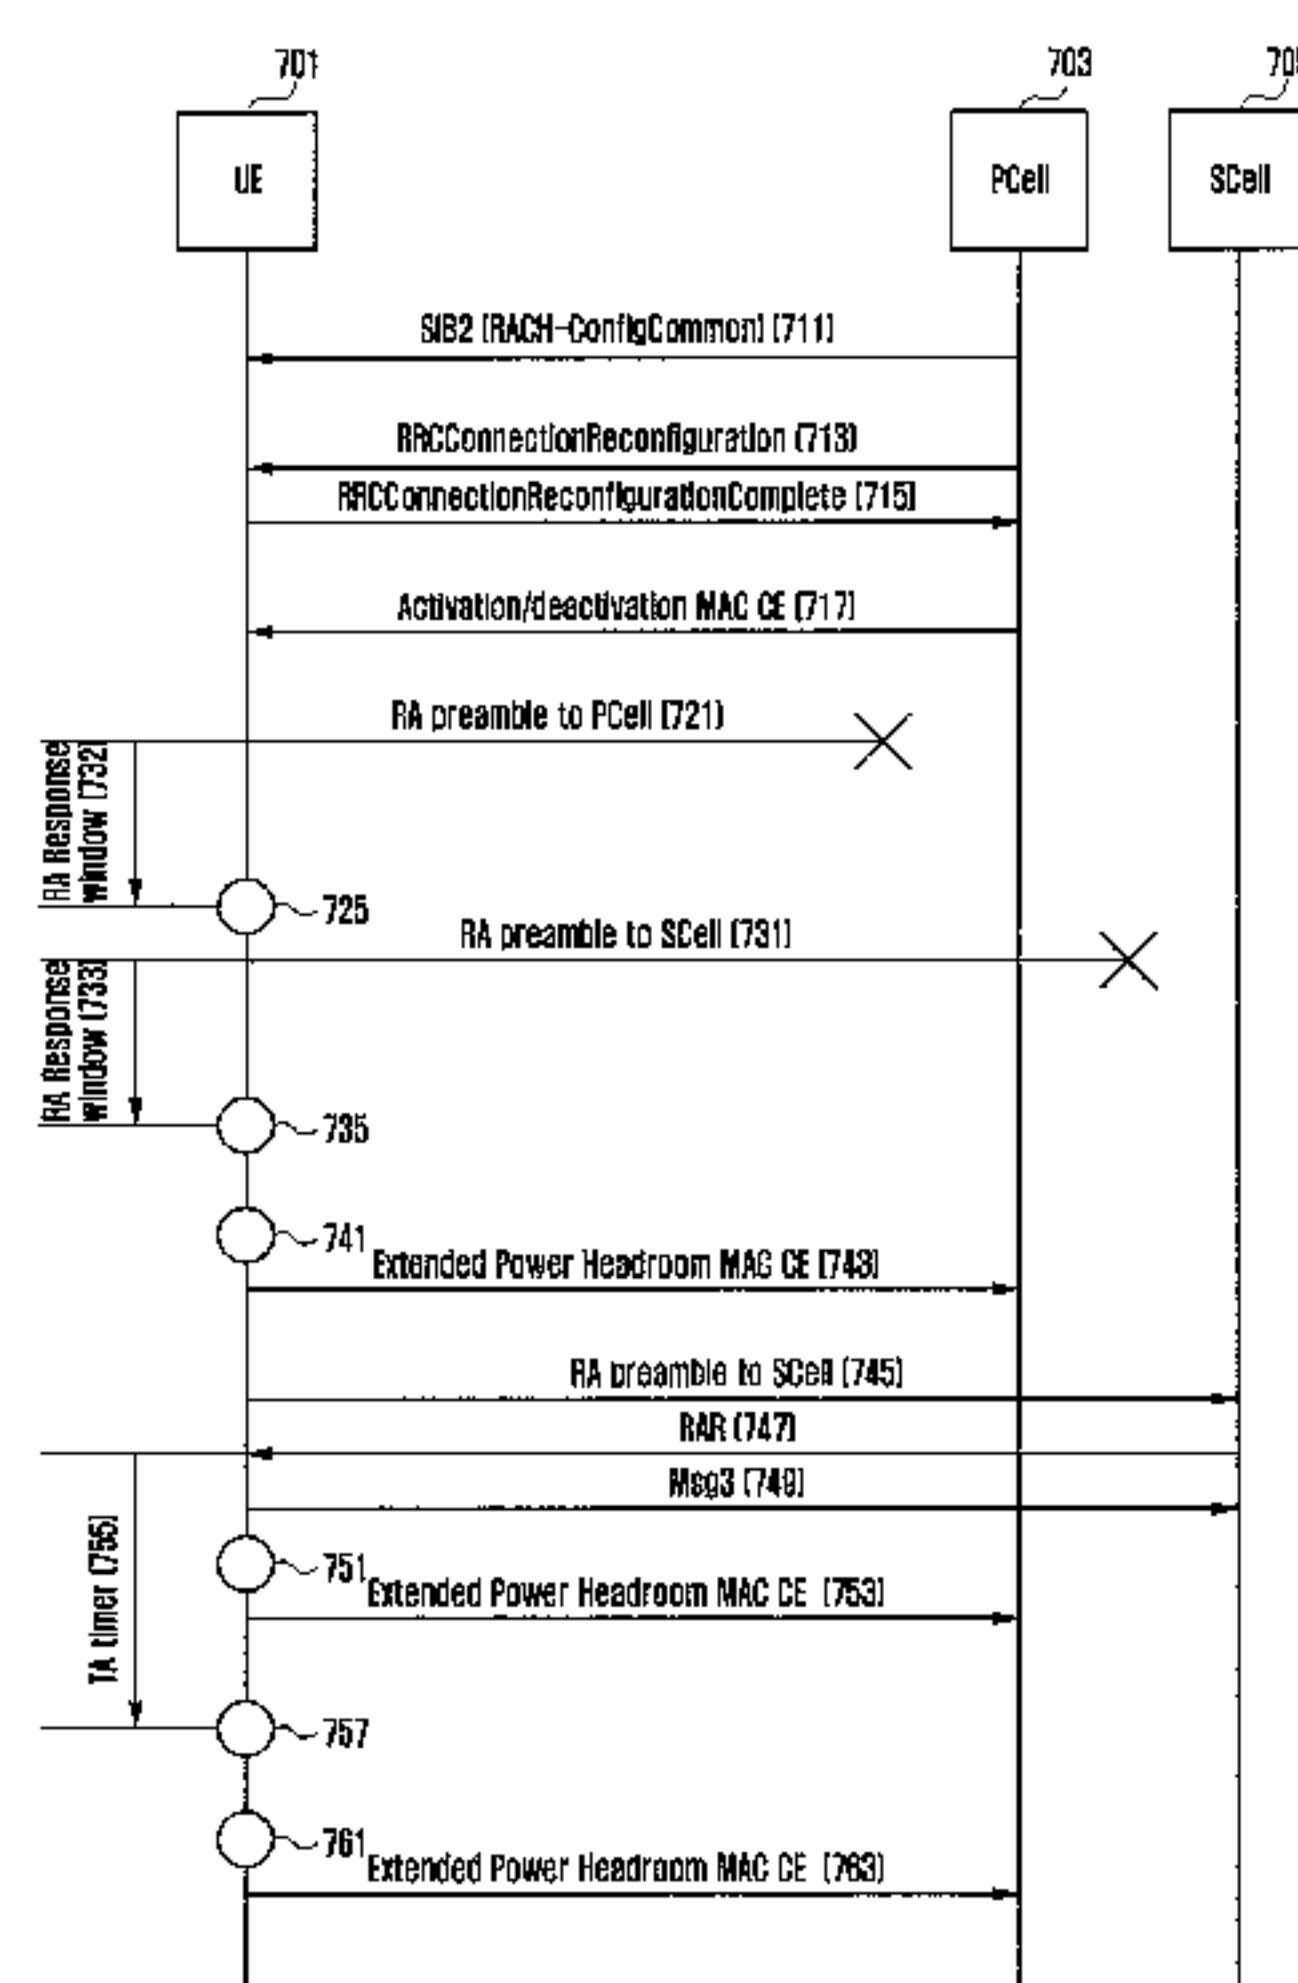 701
703
UE
PCell
SCell
SIB2 (RACH-ConfigCommon) (711)
RRCConnectionReconfiguration (713)
RRCConnectionReconfigurationComplete (715)
Activation/deactivation MAC CE (717)
RA preamble to PCell (721)
RA Response
window (732)
725
RA preamble to SCell (731)
RA Response
window (733)
735
741
Extended Power Headroom MAC CE (743)
RA preamble to SCell (745)
RAR (747)
Msg3 (749)
TA timer (755)
751
Extended Power Headroom MAC CE (753)
757
761
Extended Power Headroom MAC CE (763)